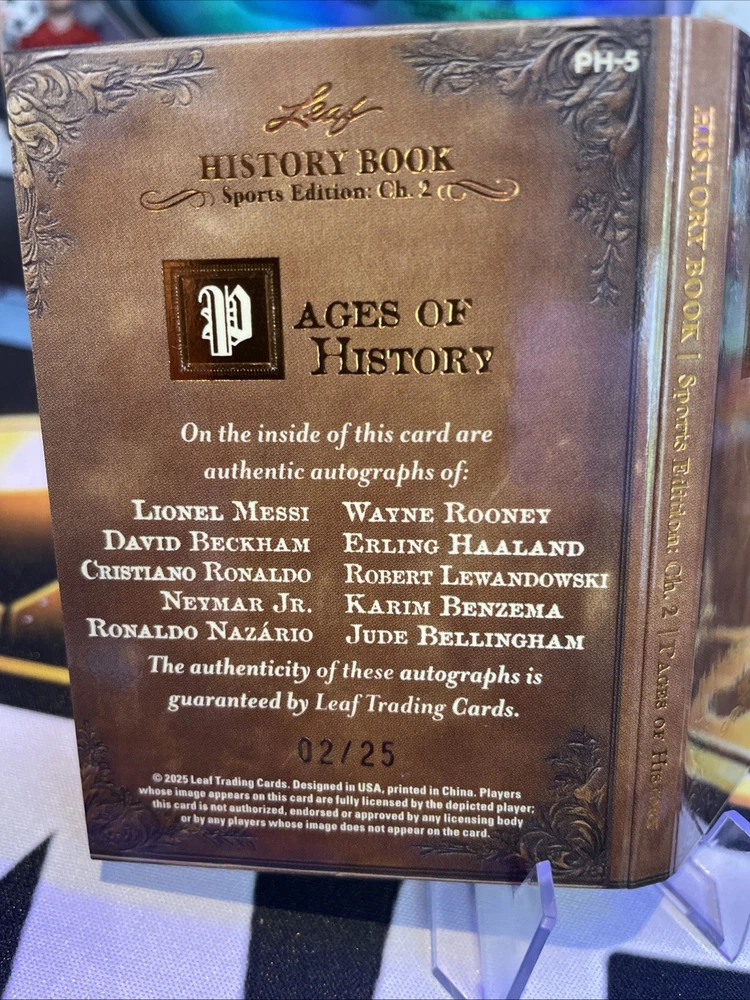 PH-5
Leaf
HISTORY BOOK
Sports Edition: Ch. 2
PAGES OF
HISTORY
On the inside of this card are
authentic autographs of:
LIONEL MESSI WAYNE ROONEY
DAVID BECKHAM ERLING HAALAND
CRISTIANO RONALDO ROBERT LEWANDOWSKI
NEYMAR JR. KARIM BENZEMA
RONALDO NAZÁRIO JUDE BELLINGHAM
The authenticity of these autographs is
guaranteed by Leaf Trading Cards.
02/25
© 2025 Leaf Trading Cards. Designed in USA, printed in China. Players
whose image appears on this card are fully licensed by the depicted player;
this card is not authorized, endorsed or approved by any licensing body
or by any players whose image does not appear on the card.
HISTORY BOOK | Sports Edition: Ch. 2 | PAGES OF HISTORY